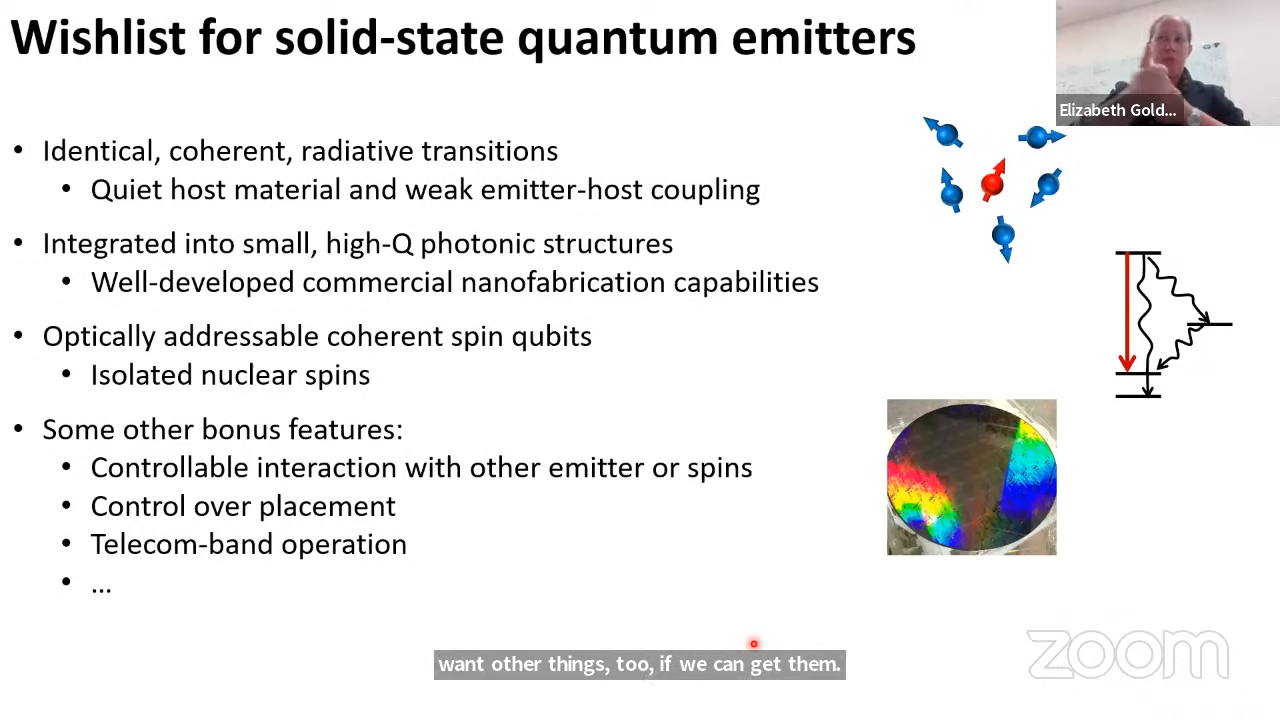 Wishlist for solid-state quantum emitters
Elizabeth Gold...
• Identical, coherent, radiative transitions
• Quiet host material and weak emitter-host coupling
• Integrated into small, high-Q photonic structures
• Well-developed commercial nanofabrication capabilities
• Optically addressable coherent spin qubits
• Isolated nuclear spins
• Some other bonus features:
• Controllable interaction with other emitter or spins
• Control over placement
• Telecom-band operation
• ...
want other things, too, if we can get them.
zoom